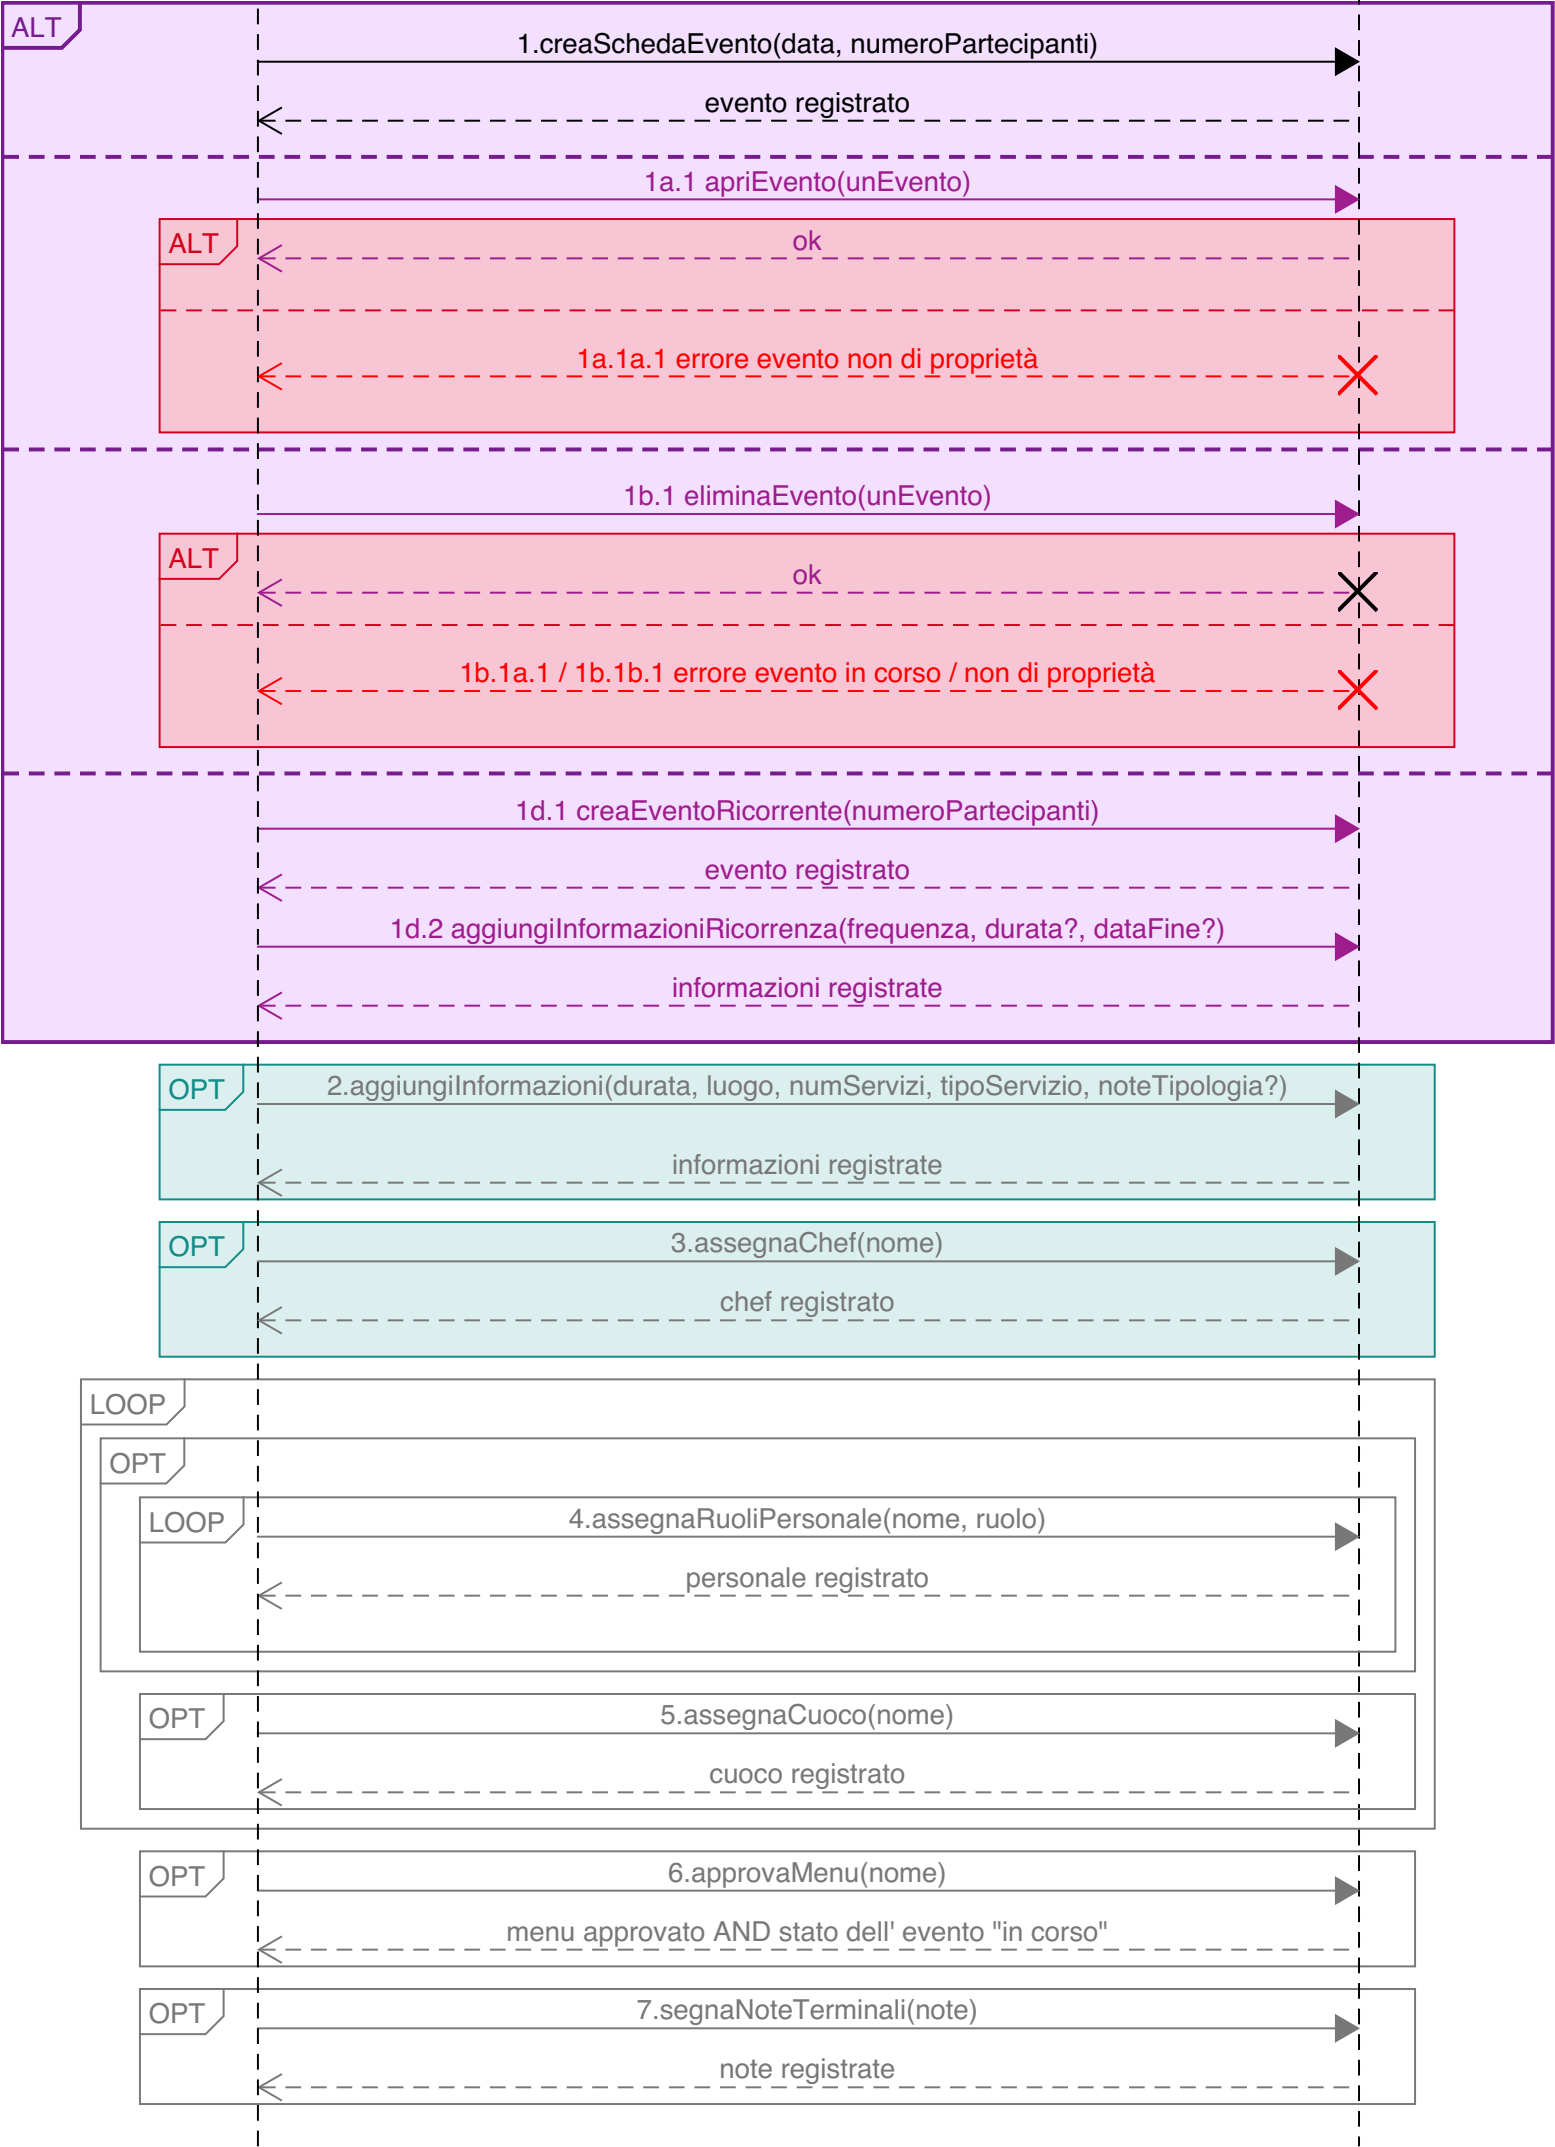 ALT
1.creaSchedaEvento(data, numeroPartecipanti)
evento registrato
1a.1 apriEvento(unEvento)
ALT
ok
1a.1a.1 errore evento non di proprietà
1b.1 eliminaEvento(unEvento)
ALT
ok
1b.1a.1 / 1b.1b.1 errore evento in corso / non di proprietà
1d.1 creaEventoRicorrente(numeroPartecipanti)
evento registrato
1d.2 aggiungiInformazioniRicorrenza(frequenza, durata?, dataFine?)
informazioni registrate
OPT
2.aggiungiInformazioni(durata, luogo, numServizi, tipoServizio, noteTipologia?)
informazioni registrate
OPT
3.assegnaChef(nome)
chef registrato
LOOP
OPT
LOOP
4.assegnaRuoliPersonale(nome, ruolo)
personale registrato
OPT
5.assegnaCuoco(nome)
cuoco registrato
OPT
6.approvaMenu(nome)
menu approvato AND stato dell' evento "in corso"
OPT
7.segnaNoteTerminali(note)
note registrate